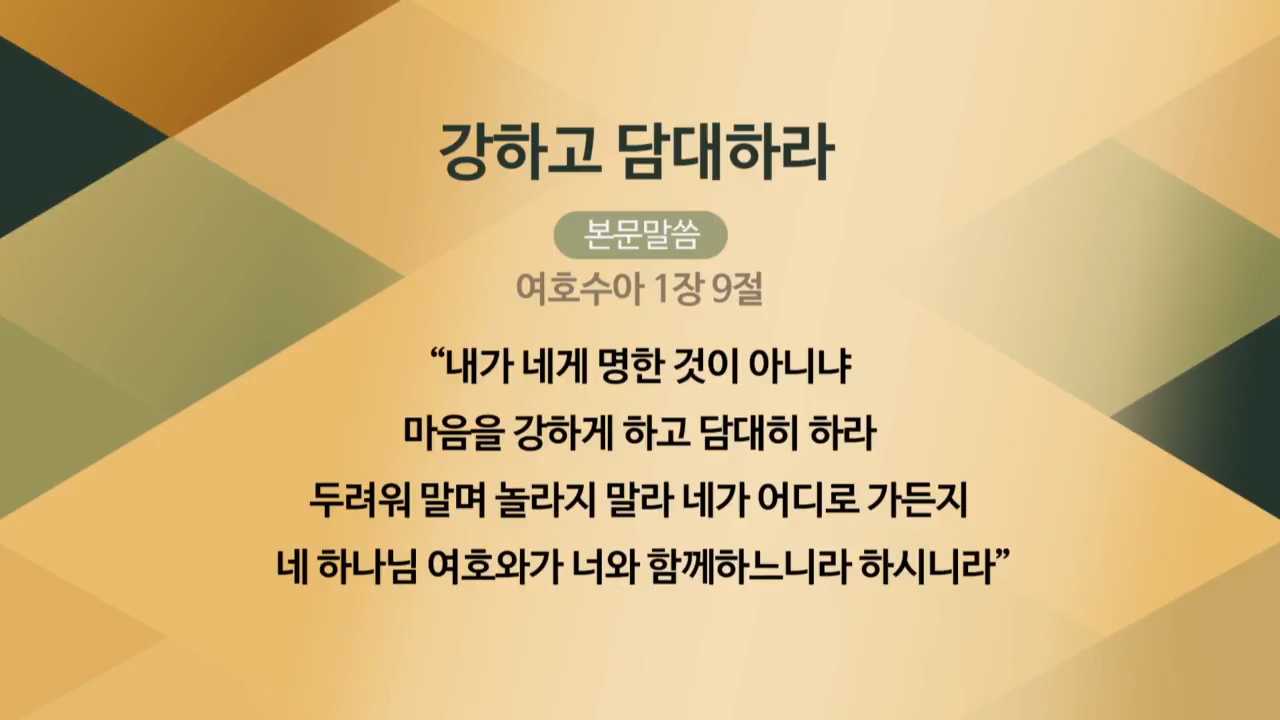 강하고 담대하라
본문말씀
여호수아 1장 9절
“내가 네게 명한 것이 아니냐
마음을 강하게 하고 담대히 하라
두려워 말며 놀라지 말라 네가 어디로 가든지
네 하나님 여호와가 너와 함께하느니라 하시니라”